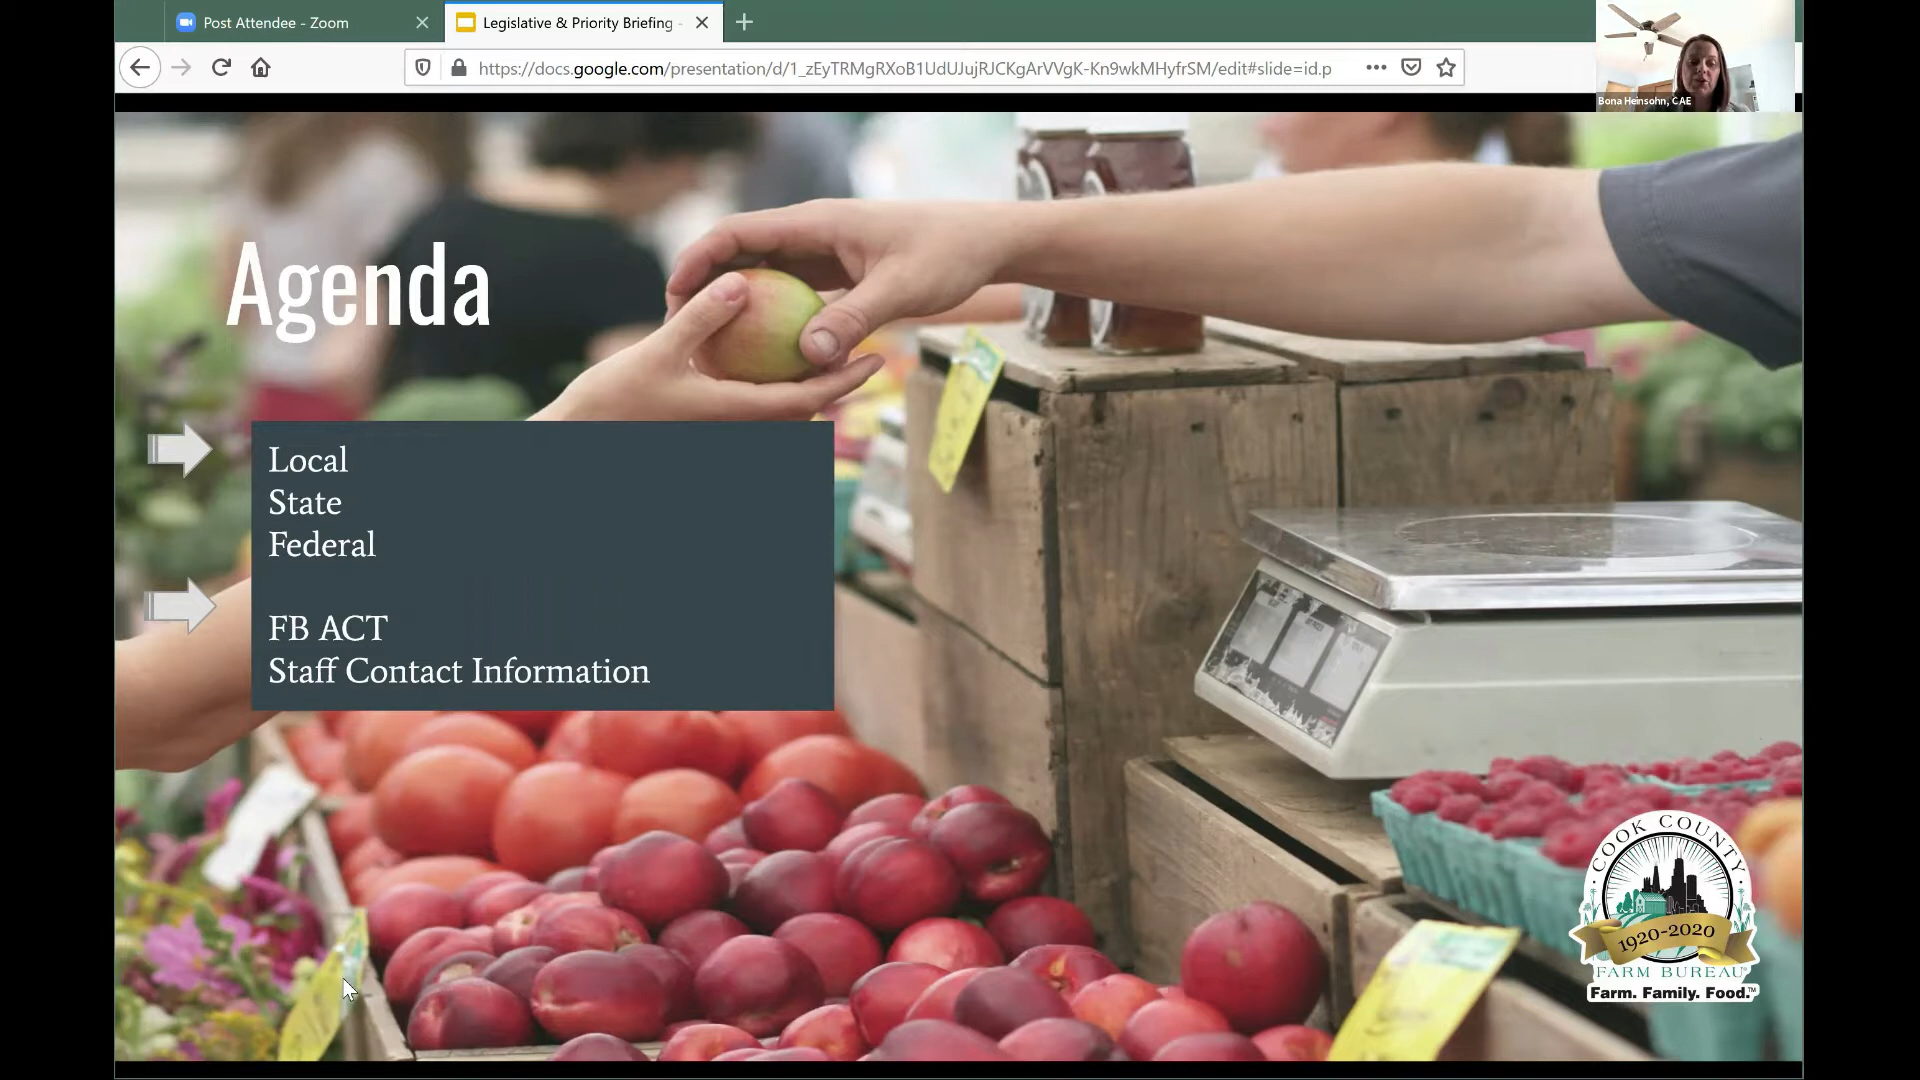 Post Attendee - Zoom
Legislative & Priority Briefing -
https://docs.google.com/presentation/d/1_zEyTRMgRXoB1UdUJujRJCKgArVVgK-Kn9wkMHyfrSM/edit#slide=id.p
Bona Heinsohn, CAE
Agenda
Local
State
Federal
FB ACT
Staff Contact Information
COOK COUNTY
1920-2020
FARM BUREAU
Farm. Family. Food.™